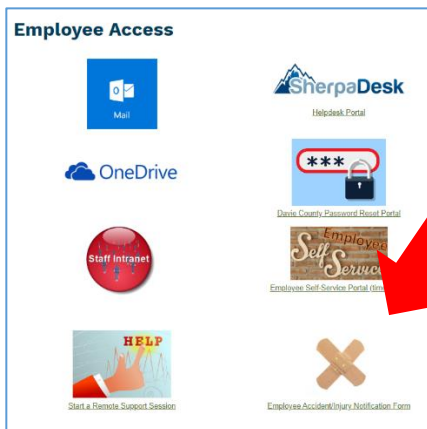 Employee Access
Mail
SherpaDesk
Helpdesk Portal
OneDrive
***
Davie County Password Reset Portal
Staff Intranet
Employee
Self
Service
Employee Self-Service Portal (time
HELP
Start a Remote Support Session
Employee Accident/Injury Notification Form